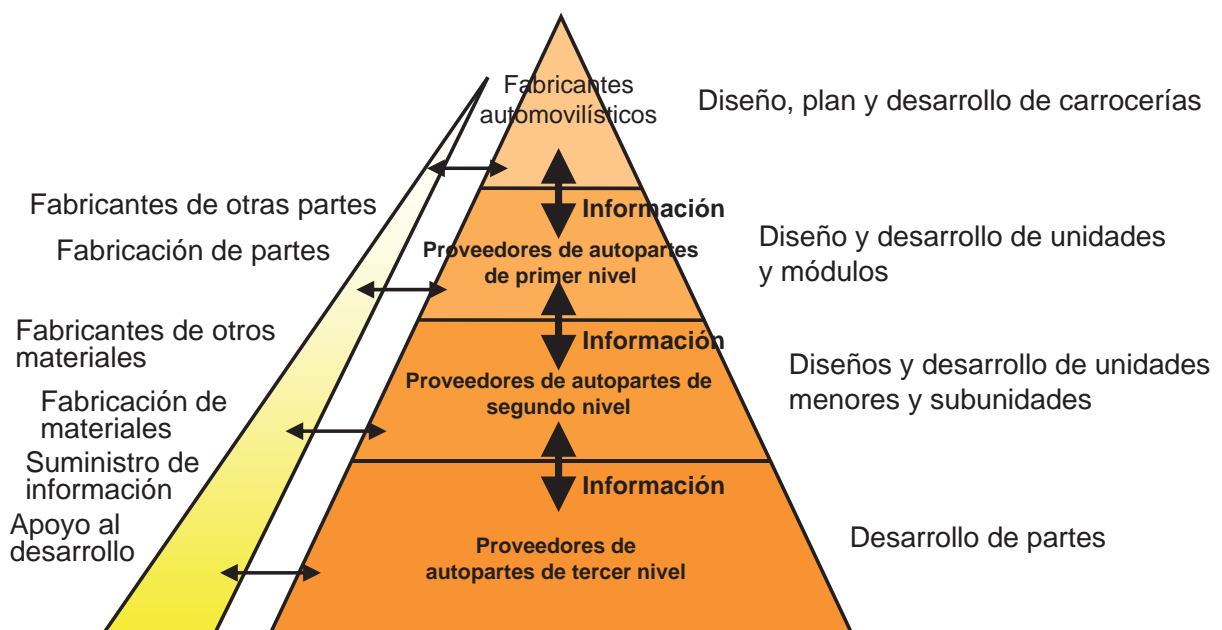 Fabricantes
automovilísticos
Diseño, plan y desarrollo de carrocerías
Fabricantes de otras partes
Información
Fabricación de partes
Proveedores de autopartes
de primer nivel
Diseño y desarrollo de unidades
y módulos
Fabricantes de otros
materiales
Información
Proveedores de autopartes de
segundo nivel
Diseños y desarrollo de unidades
menores y subunidades
Fabricación de
materiales
Suministro de
información
Información
Apoyo al
desarrollo
Proveedores de
autopartes de tercer nivel
Desarrollo de partes